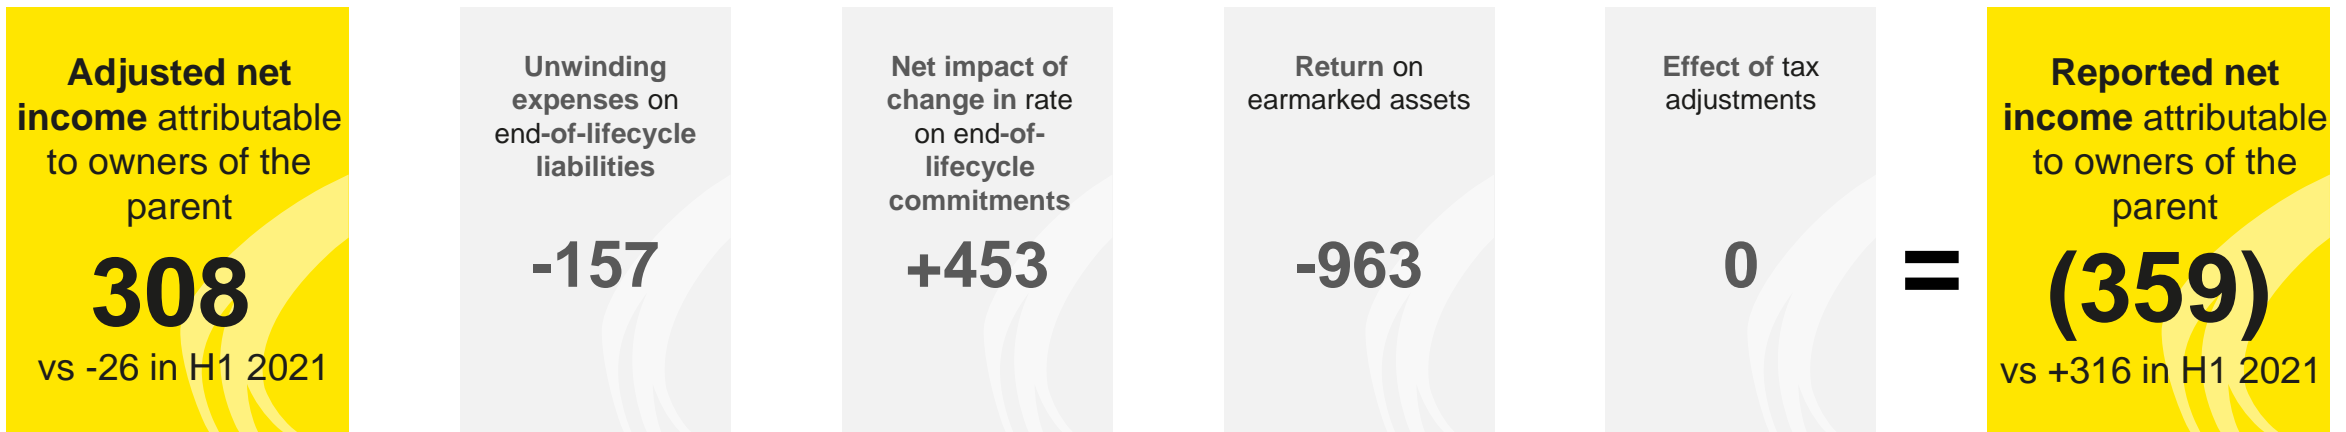 Adjusted net
income attributable
to owners of the
parent
308
vs -26 in H1 2021
Unwinding
expenses on
end-of-lifecycle
liabilities
-157
Net impact of
change in rate
on end-of-
lifecycle
commitments
+453
Return on
earmarked assets
-963
Effect of tax
adjustments
0
=
Reported net
income attributable
to owners of the
parent
(359)
vs +316 in H1 2021